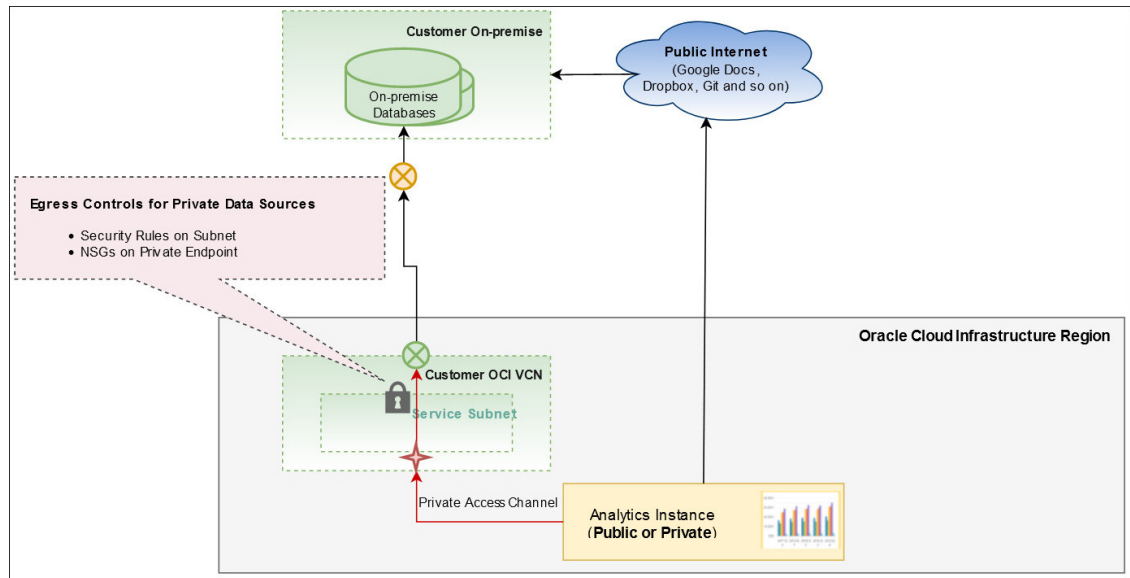 Customer On-premise
On-premise
Databases
Public Internet
(Google Docs,
Dropbox, Git and so on)
Egress Controls for Private Data Sources
• Security Rules on Subnet
• NSGs on Private Endpoint
Oracle Cloud Infrastructure Region
Customer OCI VCN
Service Subnet
Private Access Channel
Analytics Instance
(Public or Private)